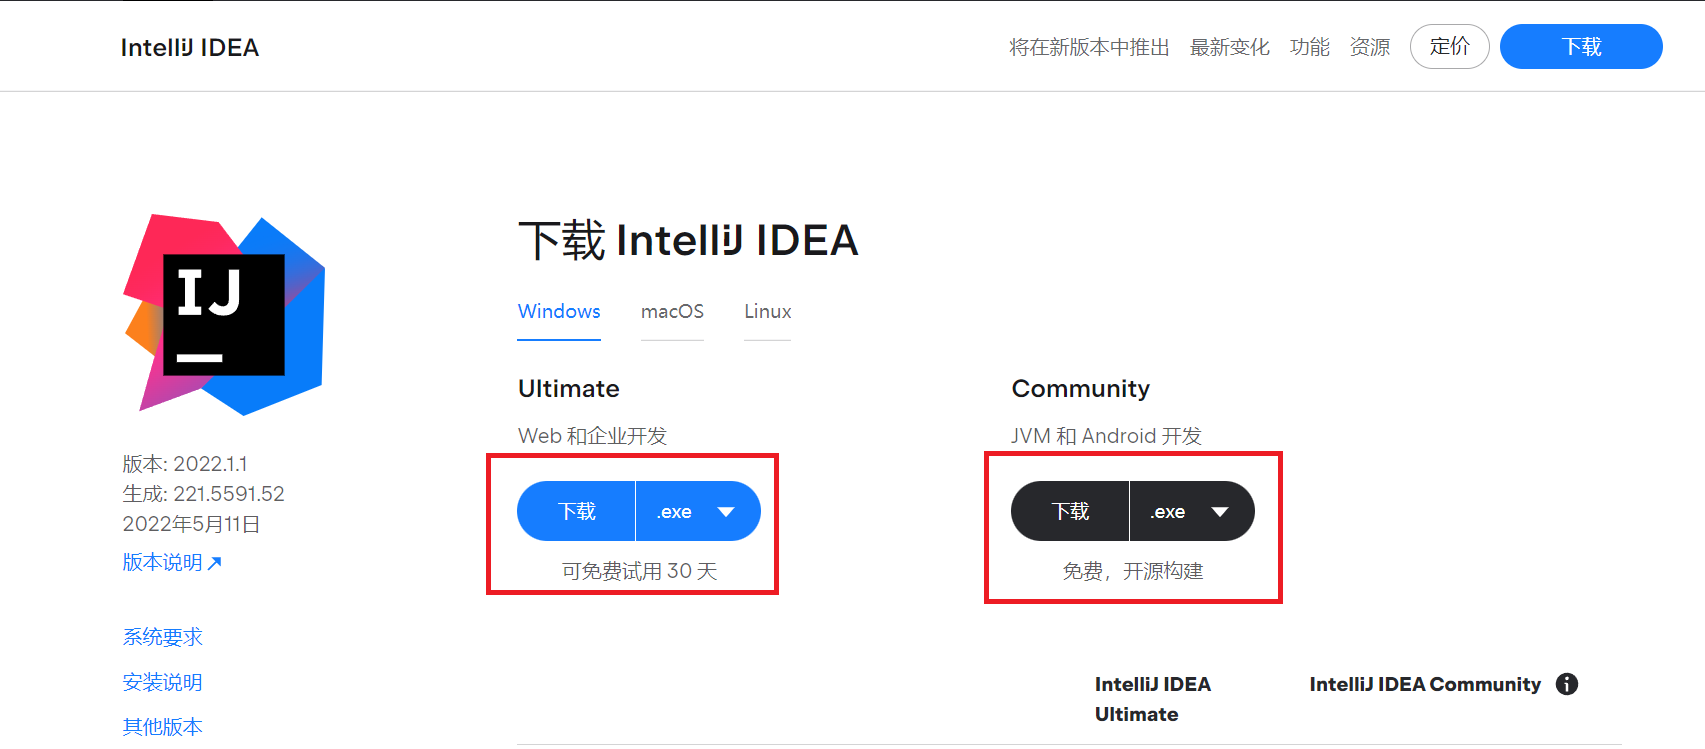 IntelliJ IDEA
将在新版本中推出 最新变化 功能 资源 定价 下载
IJ
下载 IntelliJ IDEA
Windows macOS Linux
Ultimate
Web 和企业开发
下载 .exe
可免费试用 30 天
Community
JVM 和 Android 开发
下载 .exe
免费，开源构建
版本: 2022.1.1
生成: 221.5591.52
2022年5月11日
版本说明
系统要求
安装说明
其他版本
IntelliJ IDEA
Ultimate
IntelliJ IDEA Community